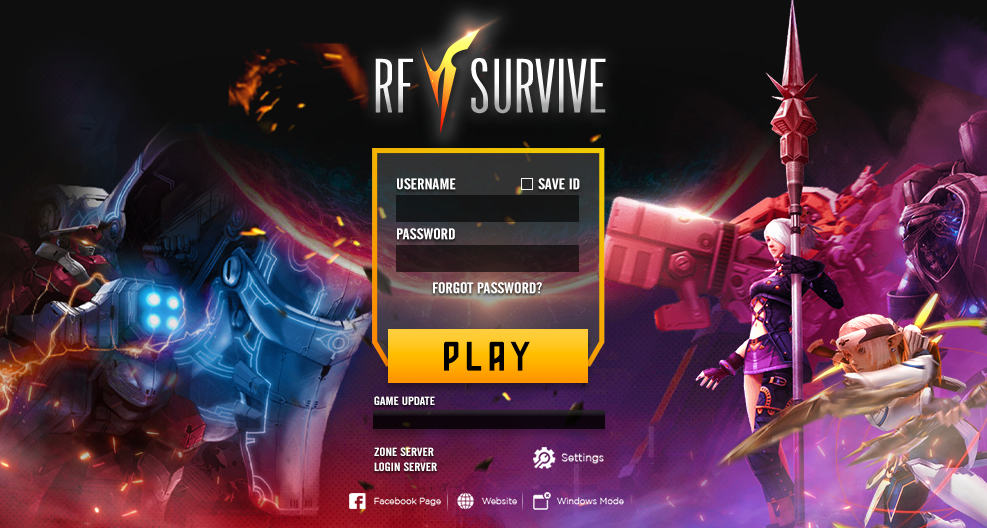 RF SURVIVE
USERNAME SAVE ID
PASSWORD
FORGOT PASSWORD?
PLAY
GAME UPDATE
ZONE SERVER
LOGIN SERVER
Settings
Facebook Page Website Windows Mode